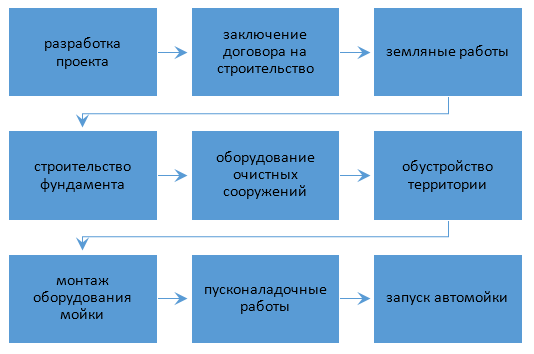 разработка
проекта
заключение
договора на
строительство
земляные работы
строительство
фундамента
оборудование
очистных
сооружений
обустройство
территории
монтаж
оборудования
мойки
пусконаладочные
работы
запуск автомойки